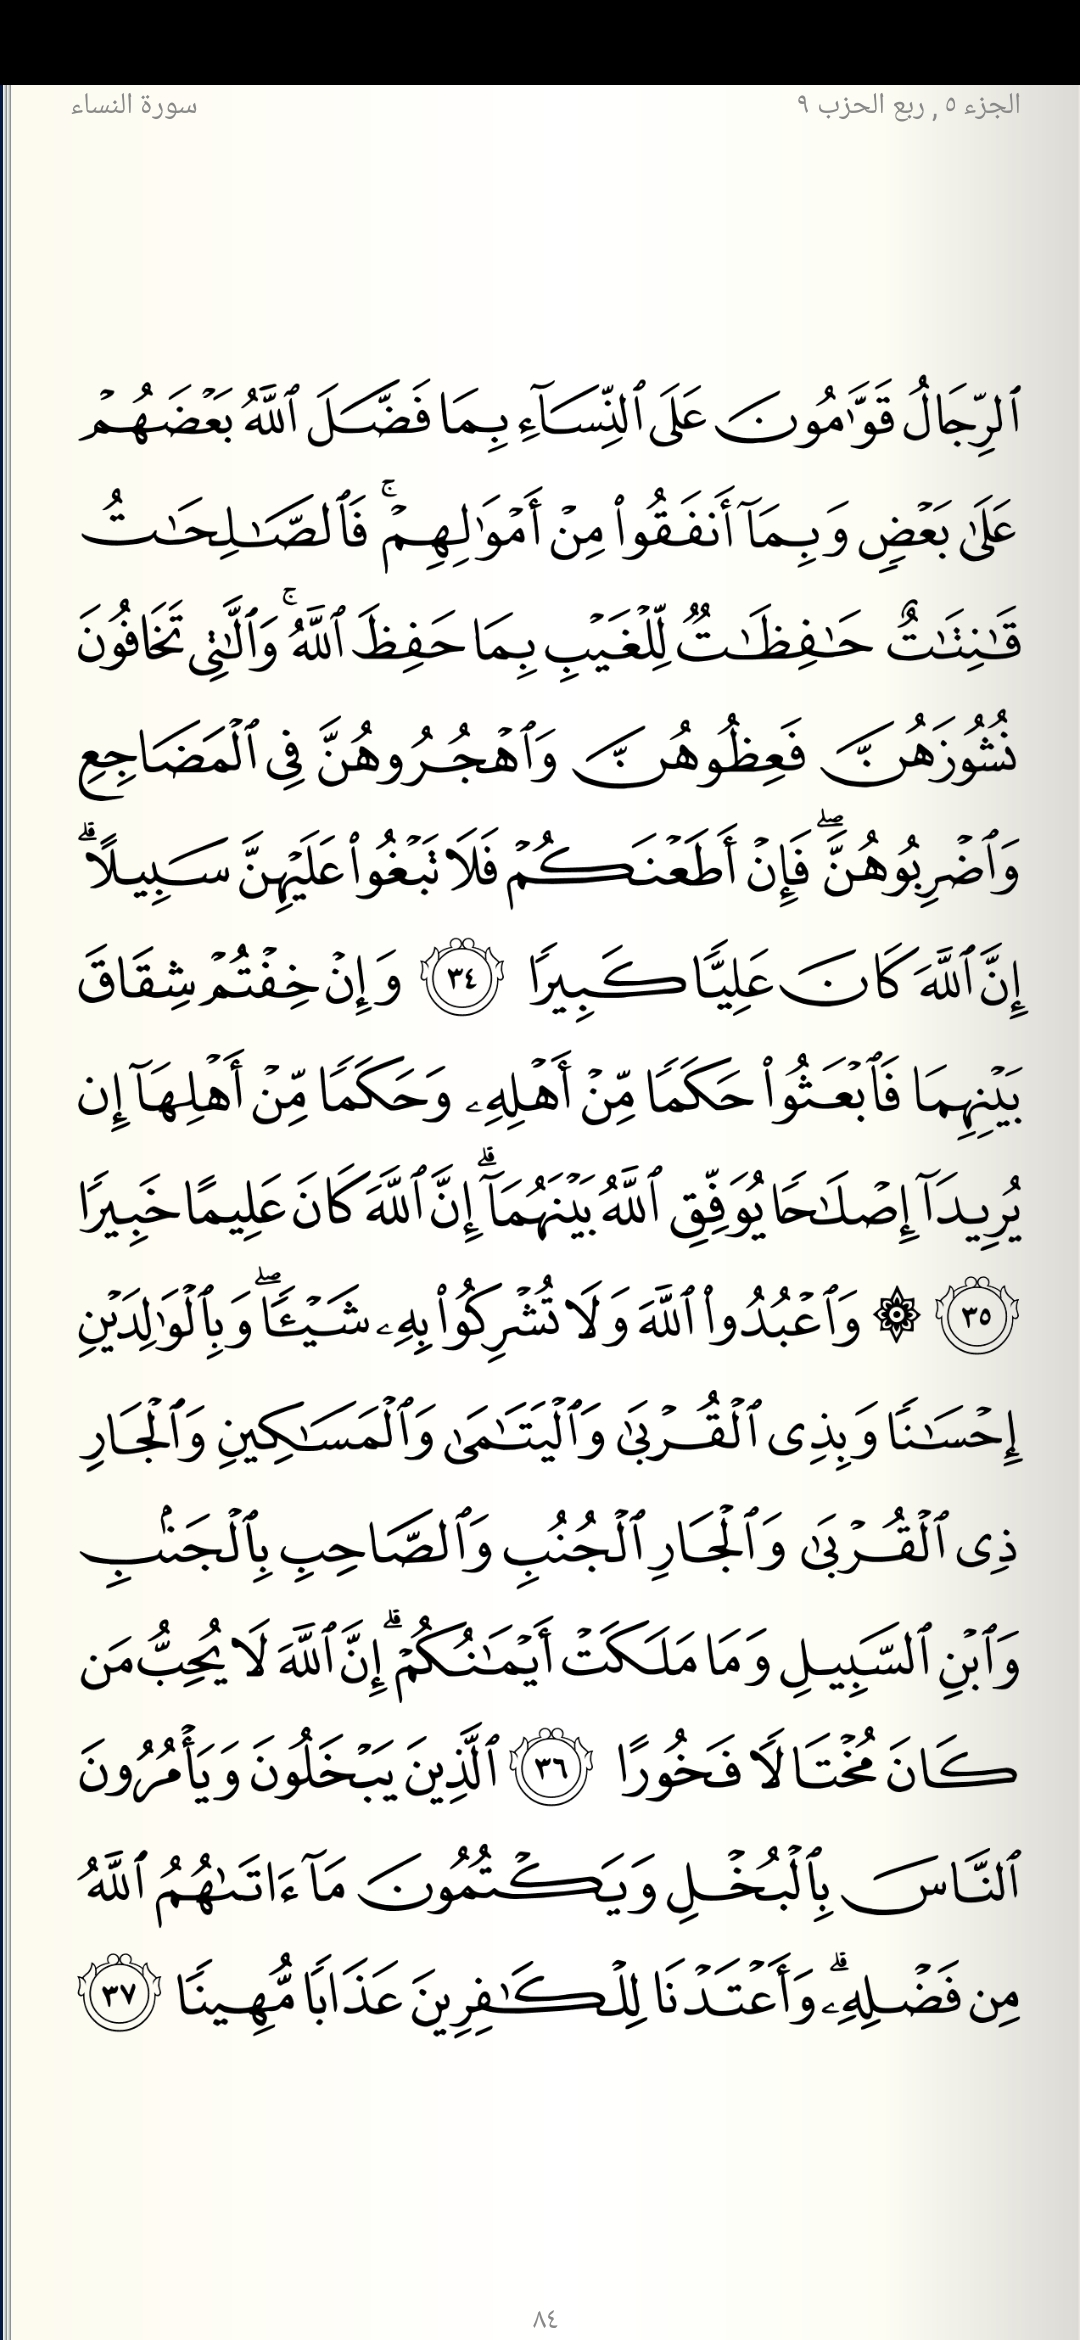 الجزء ٥ , ربع الحزب ٩
سورة النساء
ٱلرِّجَالُ قَوَّٰمُونَ عَلَى ٱلنِّسَآءِ بِمَا فَضَّلَ ٱللَّهُ بَعۡضَهُمۡ
عَلَىٰ بَعۡضٖ وَبِمَآ أَنفَقُواْ مِنۡ أَمۡوَٰلِهِمۡۚ فَٱلصَّٰلِحَٰتُ
قَٰنِتَٰتٌ حَٰفِظَٰتٞ لِّلۡغَيۡبِ بِمَا حَفِظَ ٱللَّهُۚ وَٱلَّٰتِي تَخَافُونَ
نُشُوزَهُنَّ فَعِظُوهُنَّ وَٱهۡجُرُوهُنَّ فِي ٱلۡمَضَاجِعِ
وَٱضۡرِبُوهُنَّۖ فَإِنۡ أَطَعۡنَكُمۡ فَلَا تَبۡغُواْ عَلَيۡهِنَّ سَبِيلًاۗ
إِنَّ ٱللَّهَ كَانَ عَلِيّٗا كَبِيرٗا ٣٤ وَإِنۡ خِفۡتُمۡ شِقَاقَ
بَيۡنِهِمَا فَٱبۡعَثُواْ حَكَمٗا مِّنۡ أَهۡلِهِۦ وَحَكَمٗا مِّنۡ أَهۡلِهَآ إِن
يُرِيدَآ إِصۡلَٰحٗا يُوَفِّقِ ٱللَّهُ بَيۡنَهُمَآۗ إِنَّ ٱللَّهَ كَانَ عَلِيمًا خَبِيرٗا
٣٥ ۞ وَٱعۡبُدُواْ ٱللَّهَ وَلَا تُشۡرِكُواْ بِهِۦ شَيۡـٔٗاۖ وَبِٱلۡوَٰلِدَيۡنِ
إِحۡسَٰنٗا وَبِذِي ٱلۡقُرۡبَىٰ وَٱلۡيَتَٰمَىٰ وَٱلۡمَسَٰكِينِ وَٱلۡجَارِ
ذِي ٱلۡقُرۡبَىٰ وَٱلۡجَارِ ٱلۡجُنُبِ وَٱلصَّاحِبِ بِٱلۡجَنۢبِ
وَٱبۡنِ ٱلسَّبِيلِ وَمَا مَلَكَتۡ أَيۡمَٰنُكُمۡۗ إِنَّ ٱللَّهَ لَا يُحِبُّ مَن
كَانَ مُخۡتَالٗا فَخُورًا ٣٦ ٱلَّذِينَ يَبۡخَلُونَ وَيَأۡمُرُونَ
ٱلنَّاسَ بِٱلۡبُخۡلِ وَيَكۡتُمُونَ مَآ ءَاتَىٰهُمُ ٱللَّهُ
مِن فَضۡلِهِۦۗ وَأَعۡتَدۡنَا لِلۡكَٰفِرِينَ عَذَابٗا مُّهِينٗا ٣٧
٨٤